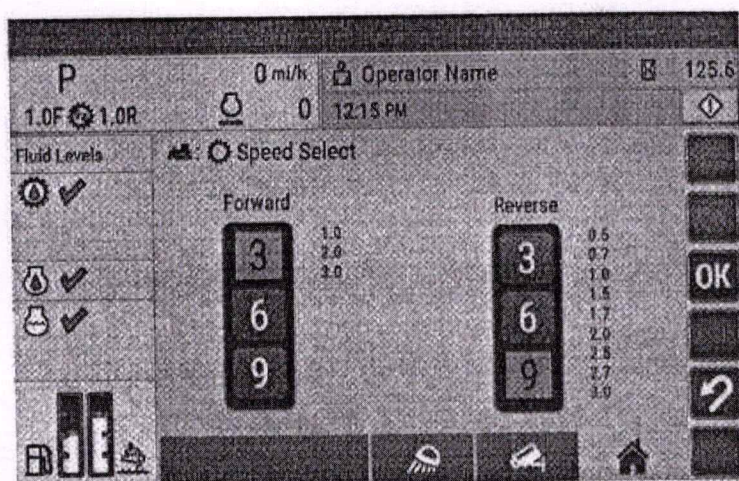 P
0 mi/h
Operator Name
125.6
1.0F 1.0R
0
12:15 PM
Fluid Levels
: Speed Select
Forward
Reverse
3
6
9
1.0
2.0
3.0
3
6
9
0.5
0.7
1.0
1.5
1.7
2.0
2.7
3.0
OK